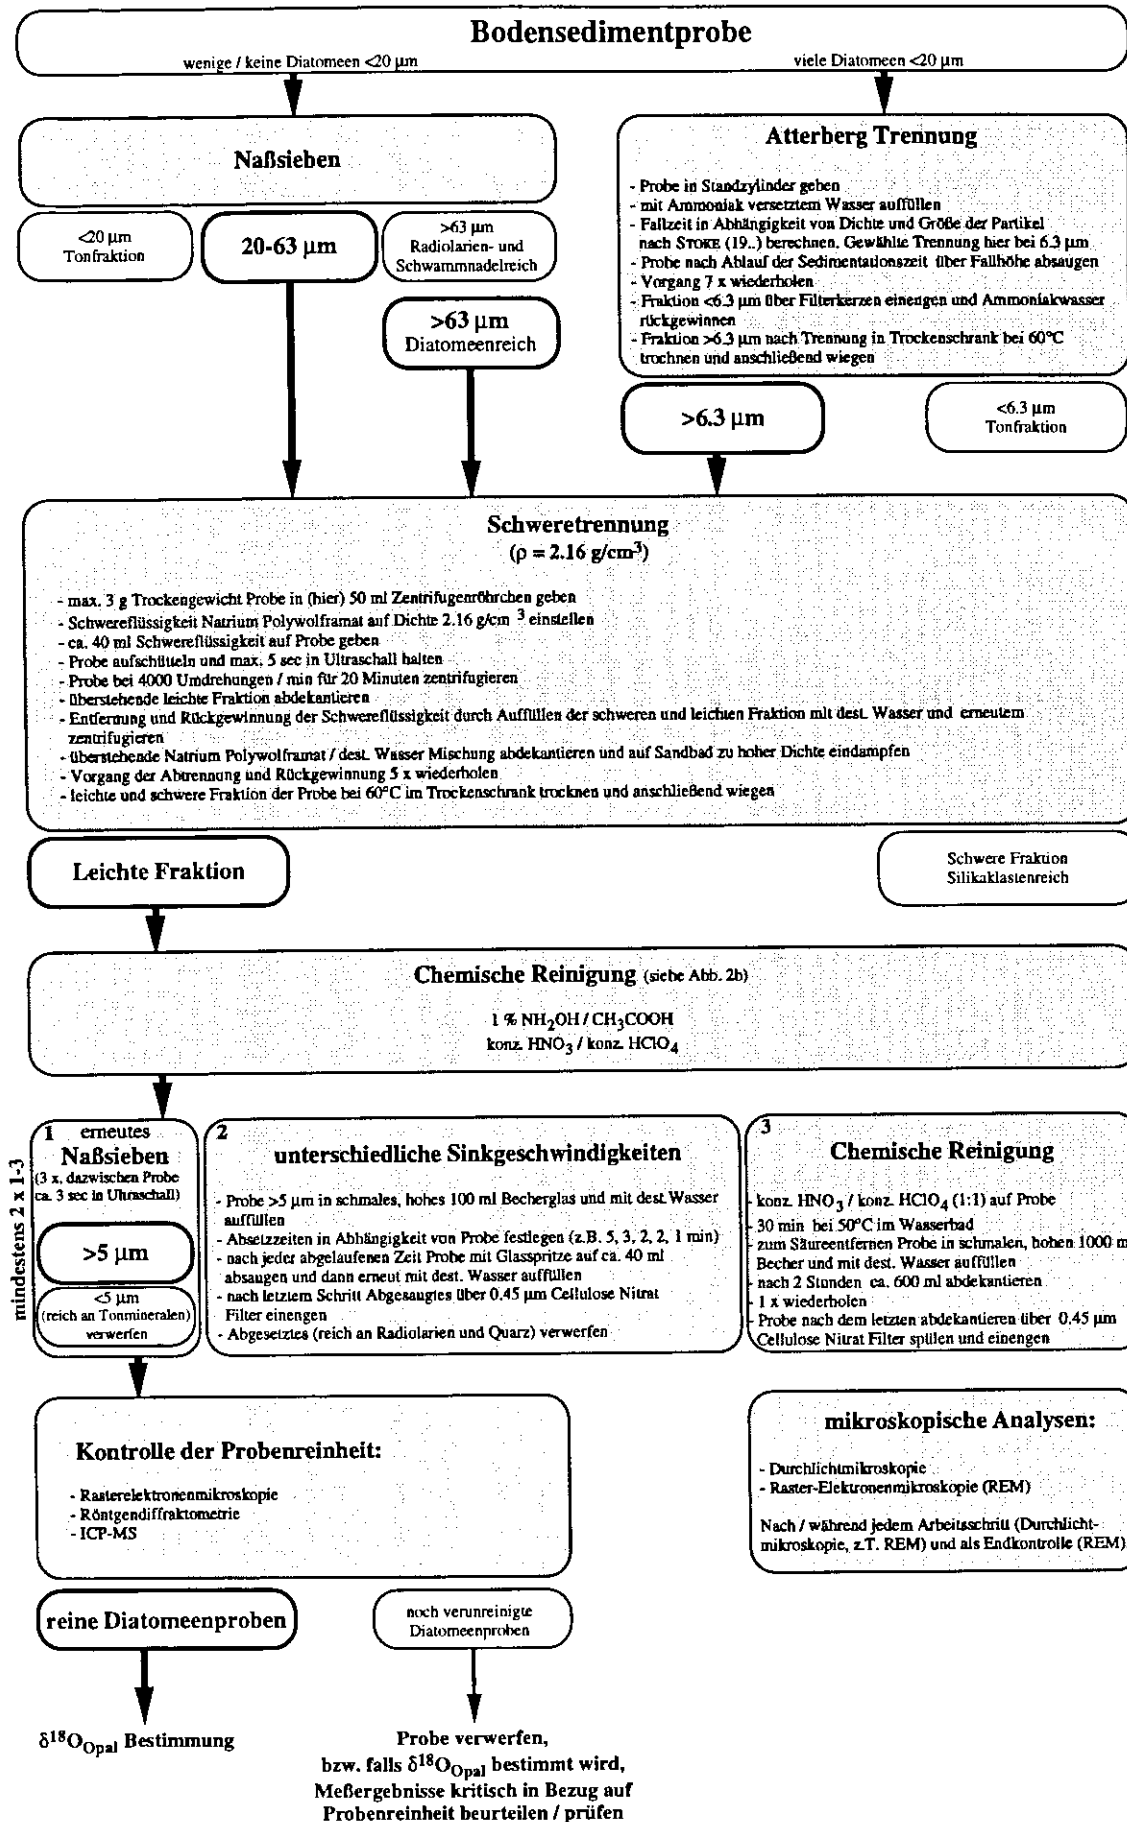 Bodensedimentprobe
wenige / keine Diatomeen <20 µm
viele Diatomeen <20 µm
Naßsieben
<20 µm
Tonfraktion
20-63 µm
>63 µm
Radiolarien- und
Schwammnadelreich
>63 µm
Diatomeenreich
Atterberg Trennung
- Probe in Standzylinder geben
- mit Ammoniak versetztem Wasser auffüllen
- Fallzeit in Abhängigkeit von Dichte und Größe der Partikel
nach STOKE (19..) berechnen. Gewählte Trennung hier bei 6.3 µm
- Probe nach Ablauf der Sedimentationszeit über Fallhöhe absaugen
- Vorgang 7 x wiederholen
- Fraktion <6.3 µm über Filterkerzen einengen und Ammoniakwasser
rückgewinnen
- Fraktion >6.3 µm nach Trennung in Trockenschrank bei 60°C
trochnen und anschließend wiegen
>6.3 µm
<6.3 µm
Tonfraktion
Schweretrennung
(ρ = 2.16 g/cm³)
- max. 3 g Trockengewicht Probe in (hier) 50 ml Zentrifugenröhrchen geben
- Schwereflüssigkeit Natrium Polywolframat auf Dichte 2.16 g/cm ³ einstellen
- ca. 40 ml Schwereflüssigkeit auf Probe geben
- Probe aufschütteln und max. 5 sec in Ultraschall halten
- Probe bei 4000 Umdrehungen / min für 20 Minuten zentrifugieren
- überstehende leichte Fraktion abdekantieren
- Entfernung und Rückgewinnung der Schwereflüssigkeit durch Auffüllen der schweren und leichten Fraktion mit dest. Wasser und erneutem
zentrifugieren
- überstehende Natrium Polywolframat / dest. Wasser Mischung abdekantieren und auf Sandbad zu hoher Dichte eindampfen
- Vorgang der Abtrennung und Rückgewinnung 5 x wiederholen
- leichte und schwere Fraktion der Probe bei 60°C im Trockenschrank trocknen und anschließend wiegen
Leichte Fraktion
Schwere Fraktion
Silikaklastenreich
Chemische Reinigung (siehe Abb. 2b)
1 % NH₂OH / CH₃COOH
konz. HNO₃ / konz. HClO₄
mindestens 2 x 1-3
1 erneutes
Naßsieben
(3 x, dazwischen Probe
ca. 3 sec in Ultraschall)
>5 µm
<5 µm
(reich an Tonmineralen)
verwerfen
2
unterschiedliche Sinkgeschwindigkeiten
- Probe >5 µm in schmales, hohes 100 ml Becherglas und mit dest. Wasser
auffüllen
- Absetzzeiten in Abhängigkeit von Probe festlegen (z.B. 5, 3, 2, 2, 1 min)
- nach jeder abgelaufenen Zeit Probe mit Glasspritze auf ca. 40 ml
absaugen und dann erneut mit dest. Wasser auffüllen
- nach letztem Schritt Abgesaugtes über 0.45 µm Cellulose Nitrat
Filter einengen
- Abgesetztes (reich an Radiolarien und Quarz) verwerfen
3
Chemische Reinigung
- konz. HNO₃ / konz. HClO₄ (1:1) auf Probe
- 30 min bei 50°C im Wasserbad
- zum Säureentfernen Probe in schmalen, hohen 1000 m
Becher und mit dest. Wasser auffüllen
- nach 2 Stunden ca. 600 ml abdekantieren
- 1 x wiederholen
- Probe nach dem letzten abdekantieren über 0.45 µm
Cellulose Nitrat Filter spülen und einengen
Kontrolle der Probenreinheit:
- Rasterelektronenmikroskopie
- Röntgendiffraktometrie
- ICP-MS
mikroskopische Analysen:
- Durchlichtmikroskopie
- Raster-Elektronenmikroskopie (REM)
Nach / während jedem Arbeitsschritt (Durchlicht-
mikroskopie, z.T. REM) und als Endkontrolle (REM)
reine Diatomeenproben
noch verunreinigte
Diatomeenproben
δ¹⁸O_Opal Bestimmung
Probe verwerfen,
bzw. falls δ¹⁸O_Opal bestimmt wird,
Meßergebnisse kritisch in Bezug auf
Probenreinheit beurteilen / prüfen